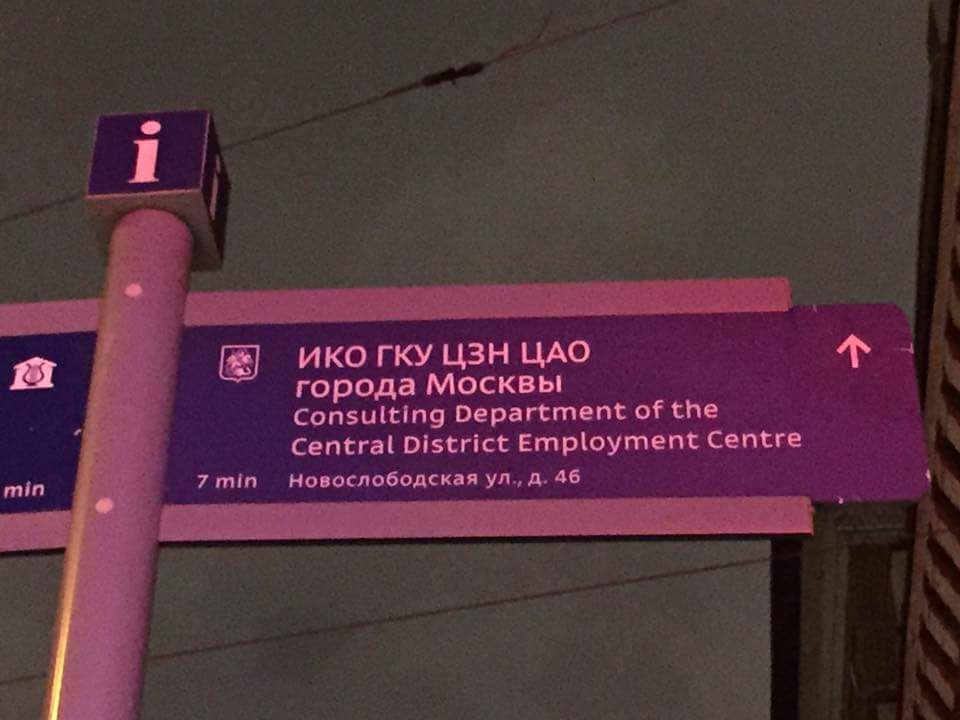 i
ИКО ГКУ ЦЗН ЦАО
города Москвы
Consulting Department of the
Central District Employment Centre
7 min Новослободская ул., д. 46
min